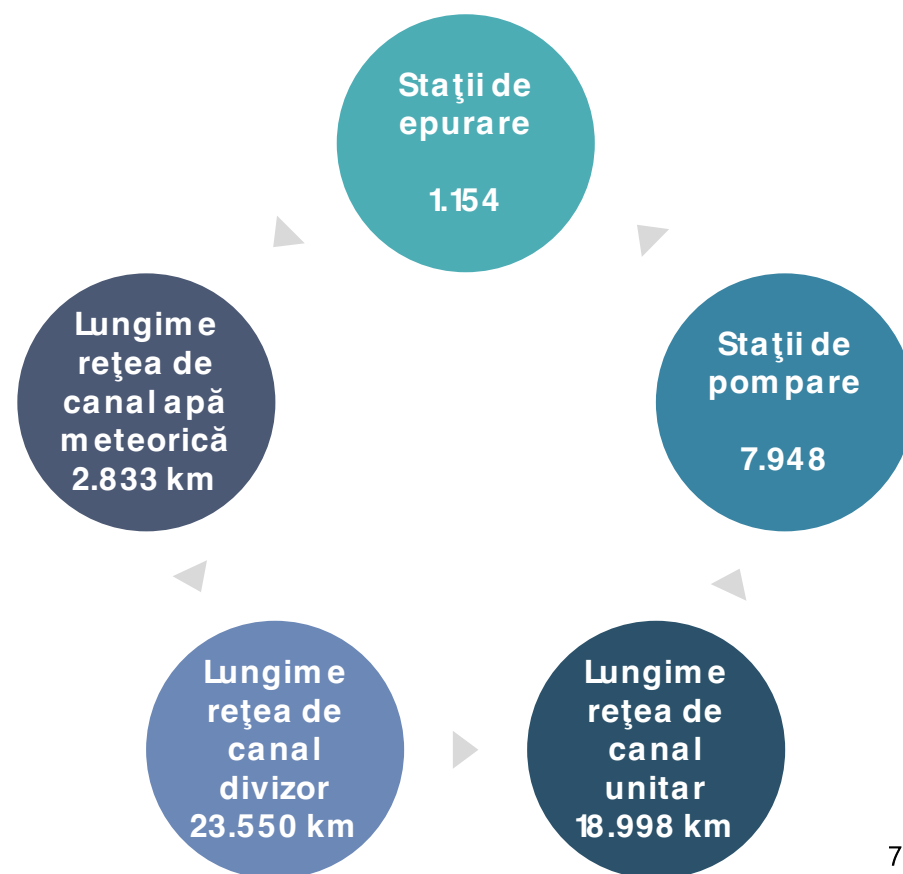 Staţii de
epurare
1.154
Staţii de
pompare
7.948
Lungime
reţea de
canal
unitar
18.998 km
Lungime
reţea de
canal
divizor
23.550 km
Lungime
reţea de
canal apă
meteorică
2.833 km
7